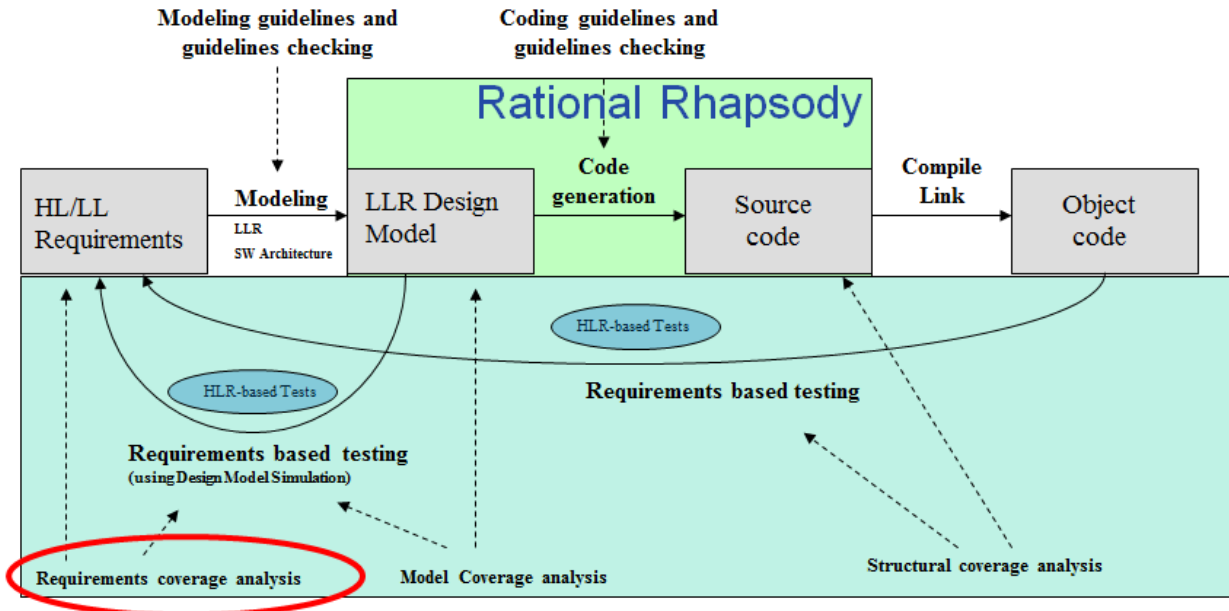 Modeling guidelines and
guidelines checking
Coding guidelines and
guidelines checking
Rational Rhapsody
HL/LL
Requirements
Modeling
LLR
SW Architecture
LLR Design
Model
Code
generation
Source
code
Compile
Link
Object
code
HLR-based Tests
HLR-based Tests
Requirements based testing
Requirements based testing
(using Design Model Simulation)
Requirements coverage analysis
Model Coverage analysis
Structural coverage analysis